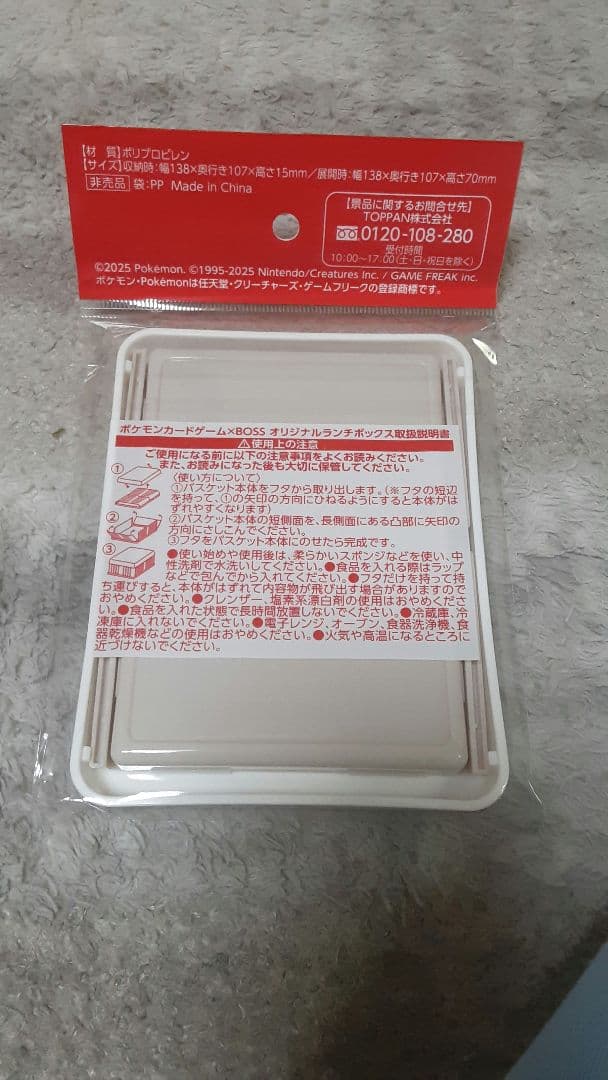 【材 質】ポリプロピレン
【サイズ】収納時:幅138×奥行き107×高さ15mm/展開時:幅138×奥行き107×高さ70mm
非売品 袋:PP Made in China
【景品に関するお問合せ先】
TOPPAN株式会社
0120-108-280
受付時間
10:00~17:00(土・日・祝日を除く)
©2025 Pokémon. ©1995-2025 Nintendo/Creatures Inc. / GAME FREAK inc.
ポケモン・Pokémonは任天堂・クリーチャーズ・ゲームフリークの登録商標です。
ポケモンカードゲーム×BOSS オリジナルランチボックス取扱説明書
⚠使用上の注意
ご使用になる前に以下の注意事項をよくお読みください。
また、お読みになった後も大切に保管してください。
① 〈使い方について〉
①バスケット本体をフタから取り出します。(※フタの短辺
を持って、①の矢印の方向にひねるようにすると本体がは
ずれやすくなります)
② ②バスケット本体の短側面を、長側面にある凸部に矢印の
方向にさしこんでください。
③ ③フタをバスケット本体にのせたら完成です。
●使い始めや使用後は、柔らかいスポンジなどを使い、中
性洗剤で水洗いしてください。●食品を入れる際はラップ
などで包んでから入れてください。●フタだけを持って持
ち運びすると、本体がはずれて内容物が飛び出す場合がありますので
おやめください。●クレンザー、塩素系漂白剤の使用はおやめくださ
い。●食品を入れた状態で長時間放置しないでください。●冷蔵庫、冷
凍庫に入れないでください。●電子レンジ、オーブン、食器洗浄機、食
器乾燥機などの使用はおやめください。●火気や高温になるところに
近づけないでください。